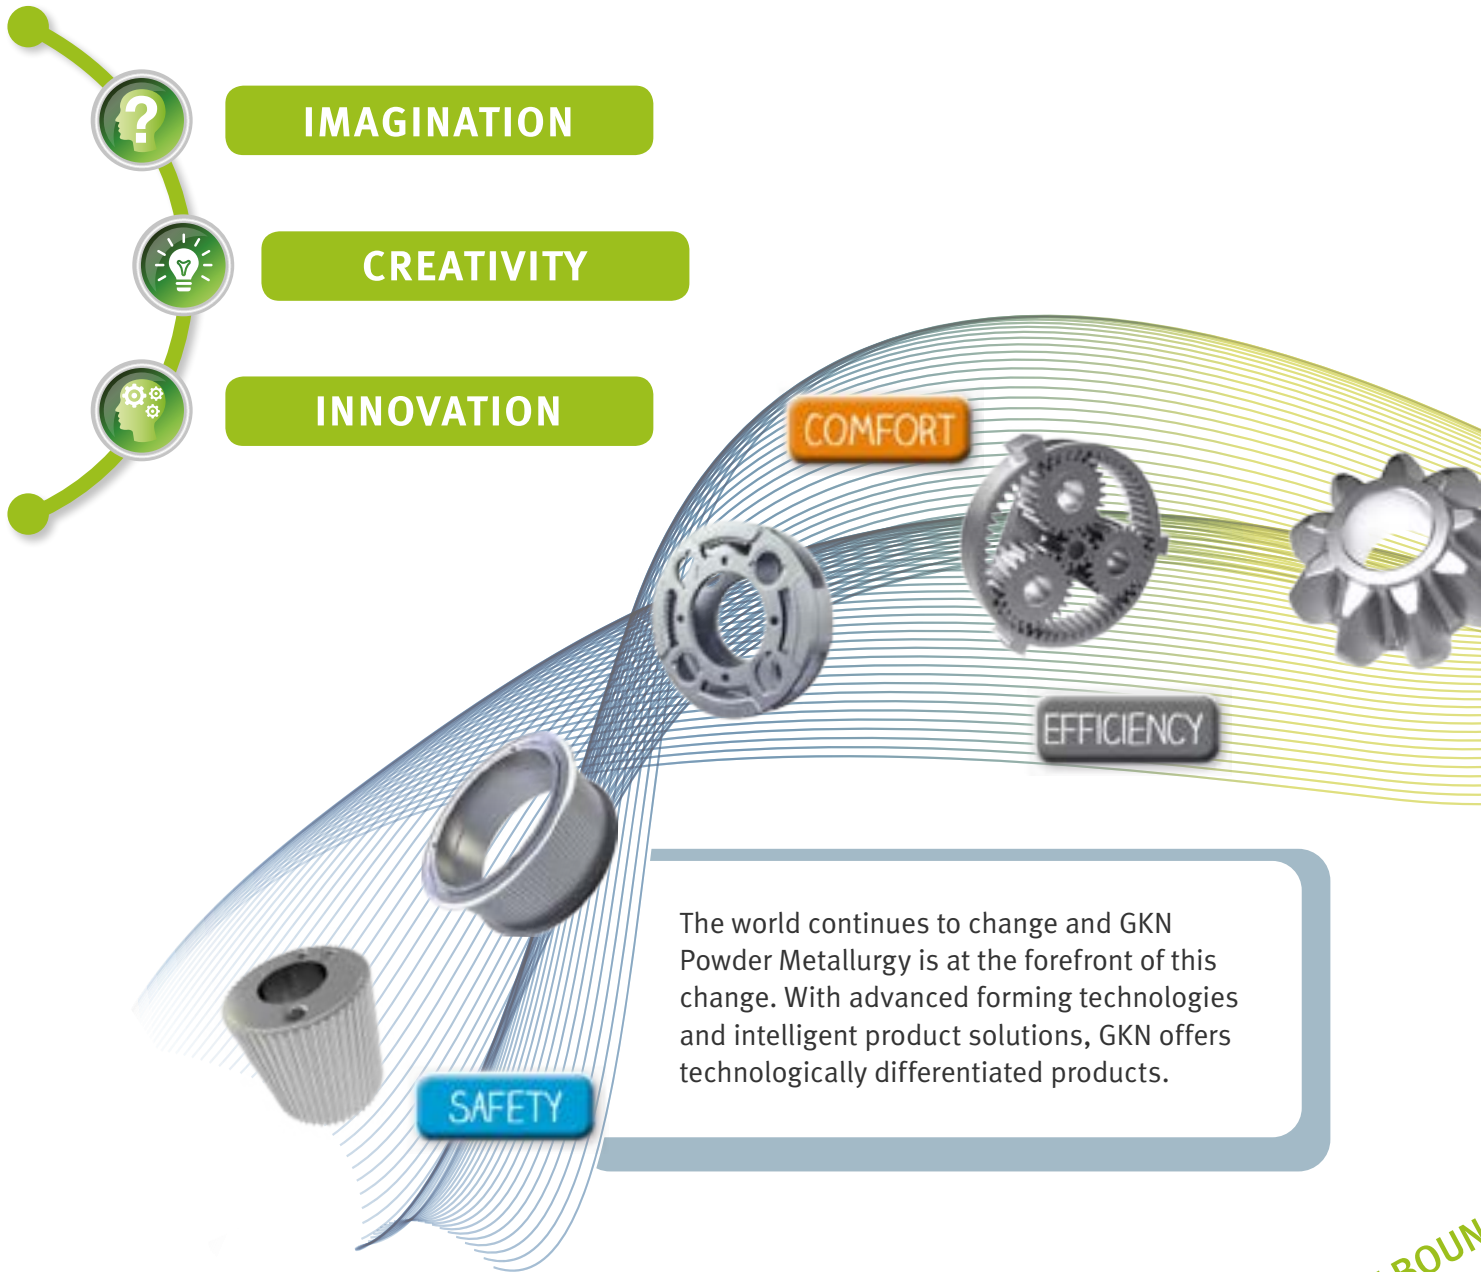 IMAGINATION
CREATIVITY
INNOVATION
COMFORT
EFFICIENCY
The world continues to change and GKN
Powder Metallurgy is at the forefront of this
change. With advanced forming technologies
and intelligent product solutions, GKN offers
technologically differentiated products.
SAFETY